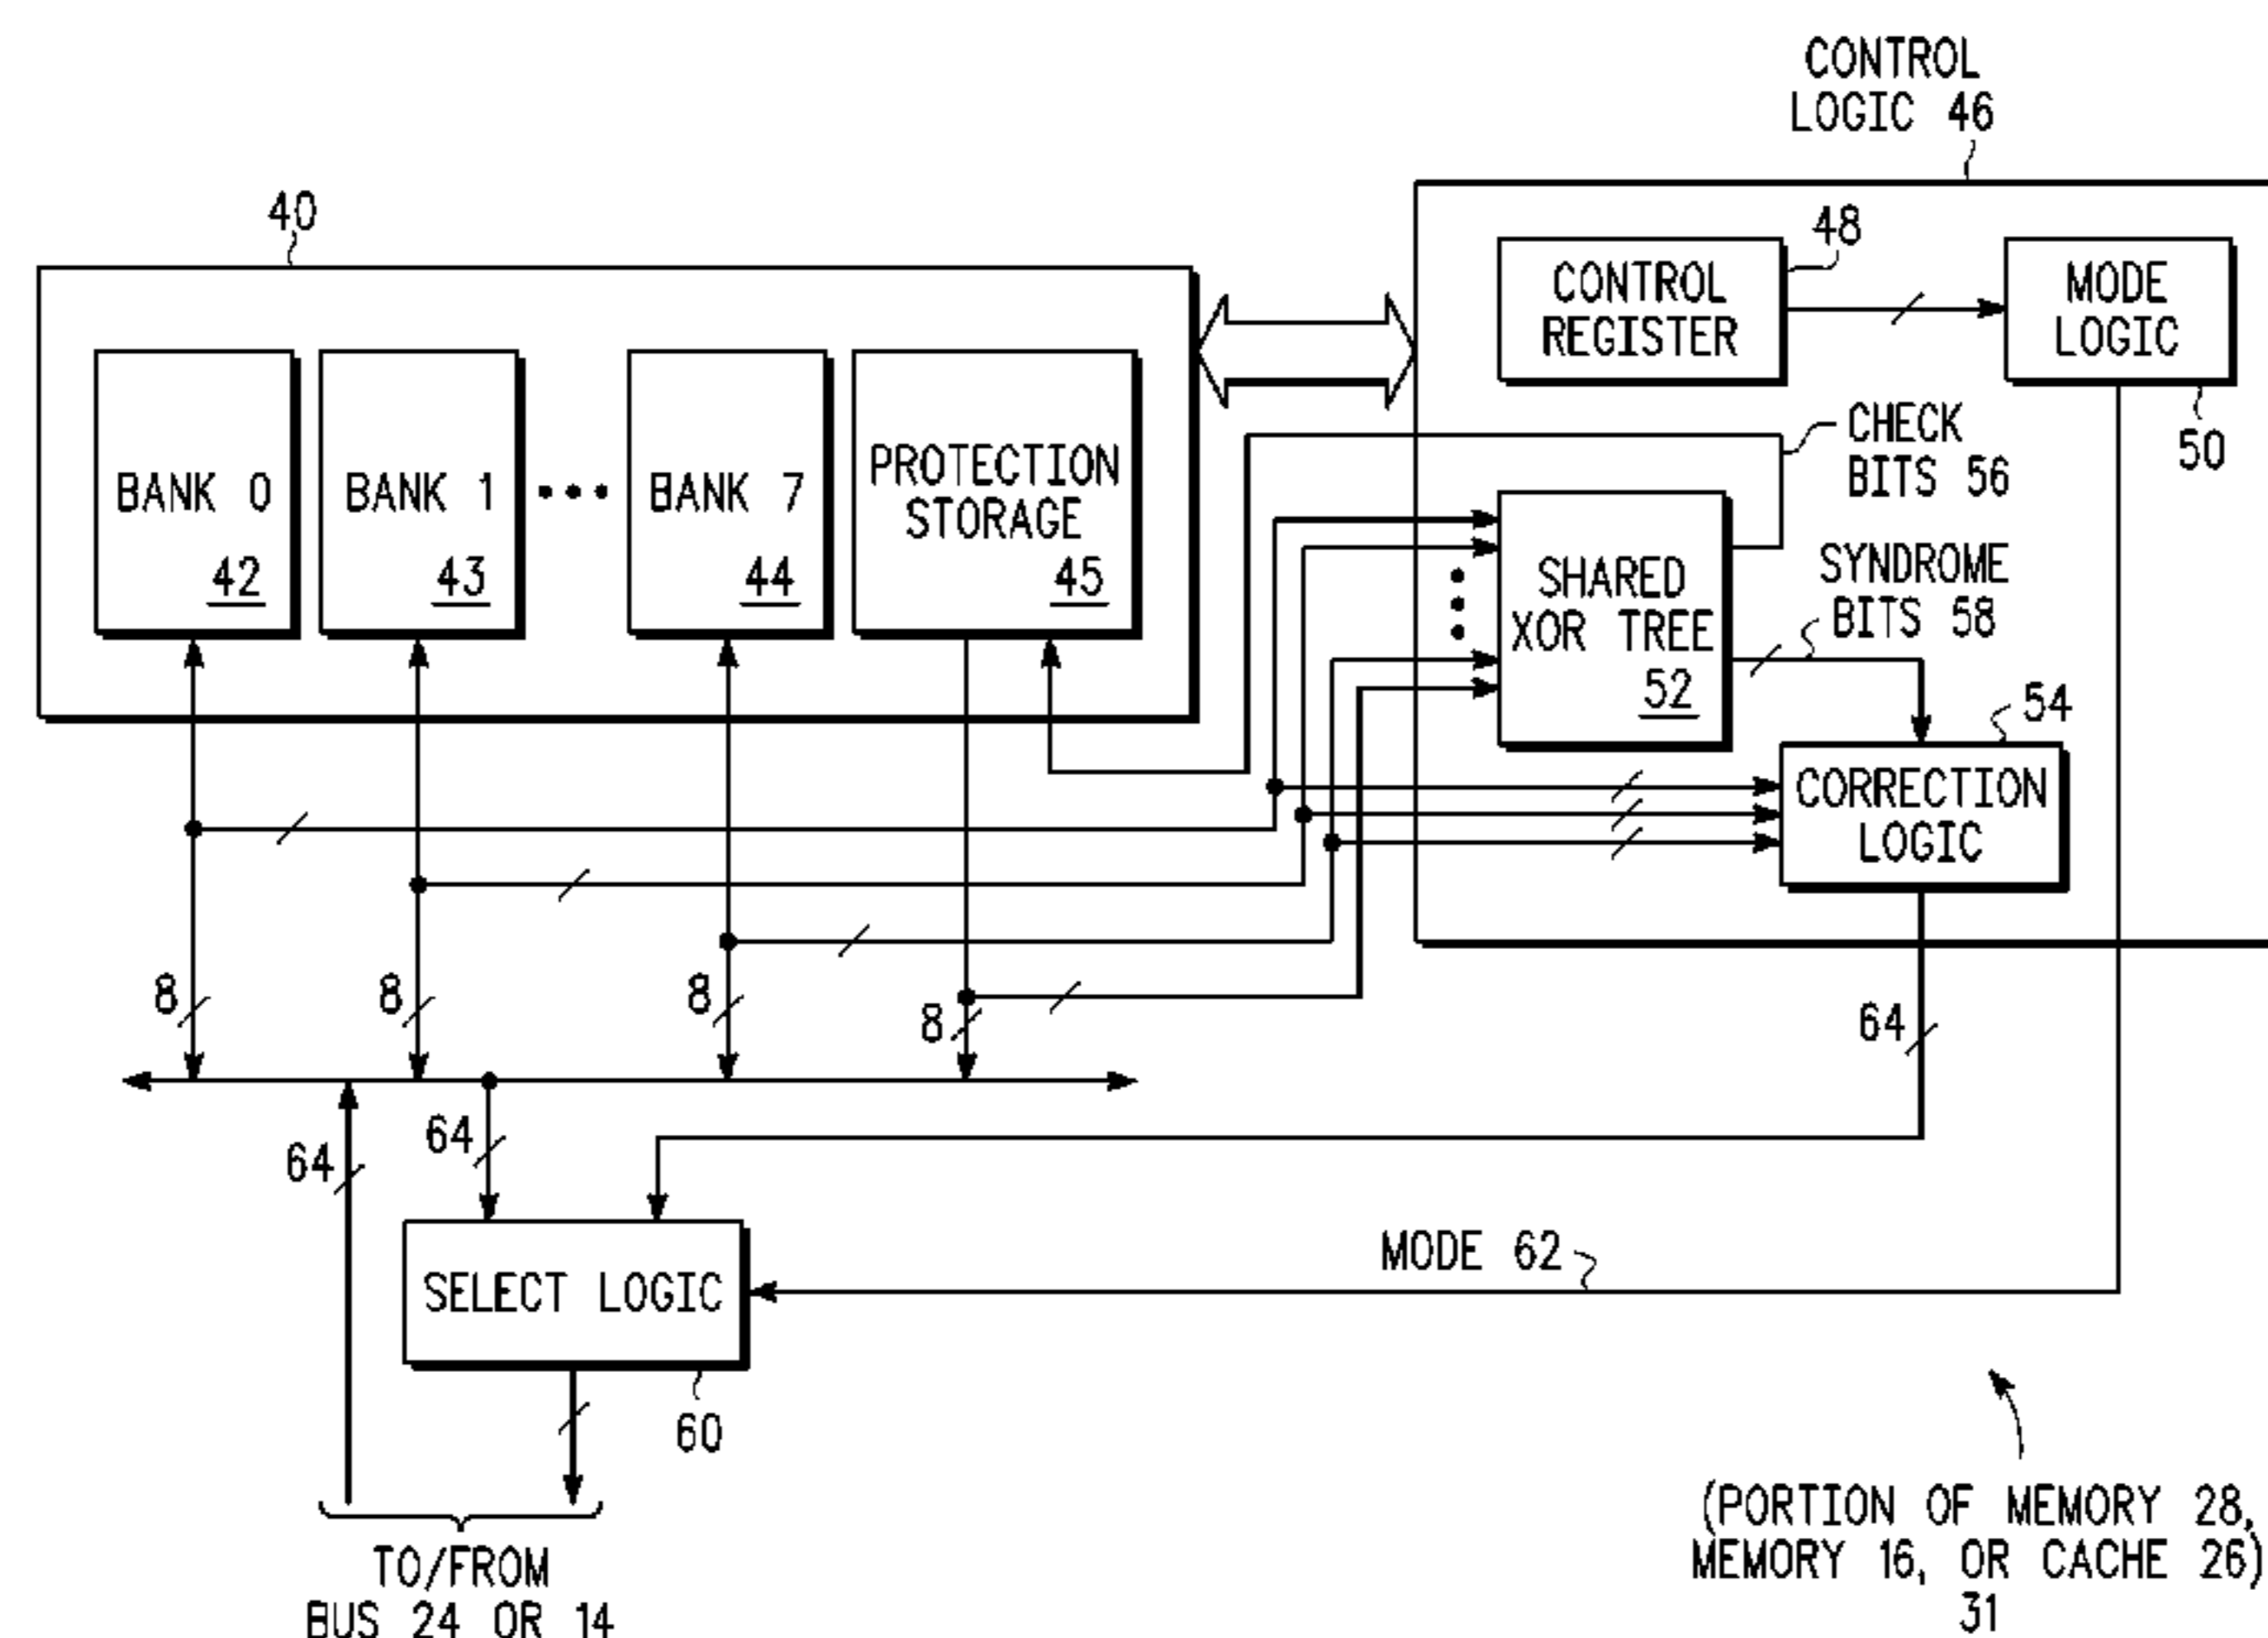 CONTROL
LOGIC 46
40
48
CONTROL
REGISTER
MODE
LOGIC
50
CHECK
BITS 56
BANK 0
42
BANK 1
43
BANK 7
44
PROTECTION
STORAGE
45
SHARED
XOR TREE
52
SYNDROME
BITS 58
54
CORRECTION
LOGIC
8
8
8
8
64
64
64
SELECT LOGIC
60
MODE 62
TO/FROM
BUS 24 OR 14
(PORTION OF MEMORY 28,
MEMORY 16, OR CACHE 26)
31